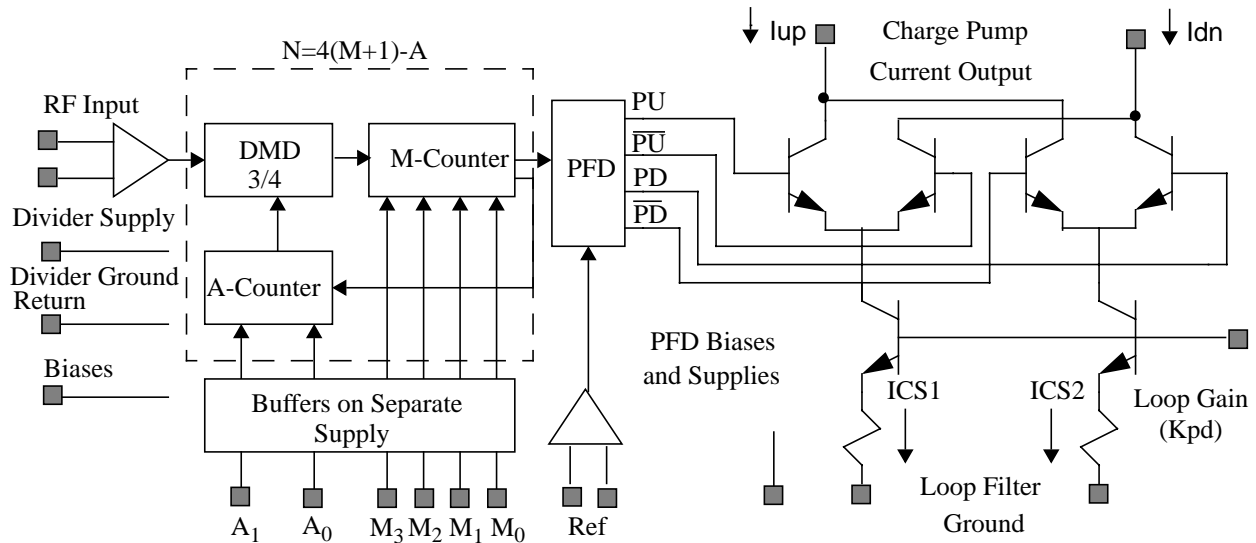 N=4(M+1)-A
RF Input
DMD
3/4
M-Counter
A-Counter
Divider Supply
Divider Ground
Return
Biases
Buffers on Separate
Supply
A1
A0
M3
M2
M1
M0
PFD
Ref
PU
P̅U̅
PD
P̅D̅
Iup
Charge Pump
Current Output
Idn
PFD Biases
and Supplies
ICS1
ICS2
Loop Gain
(Kpd)
Loop Filter
Ground